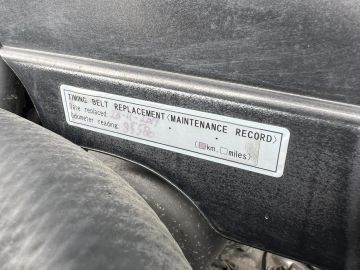 TIMING BELT REPLACEMENT〈MAINTENANCE RECORD〉
Date replaced:
Odometer reading:
(☒km. ☐miles)